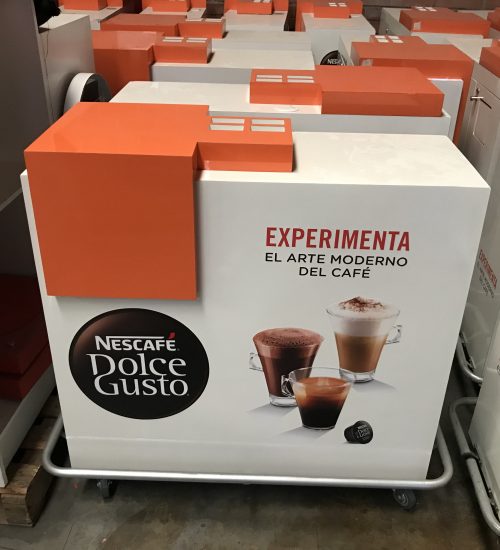 EXPERIMENTA
EL ARTE MODERNO
DEL CAFÉ
NESCAFÉ
Dolce
Gusto